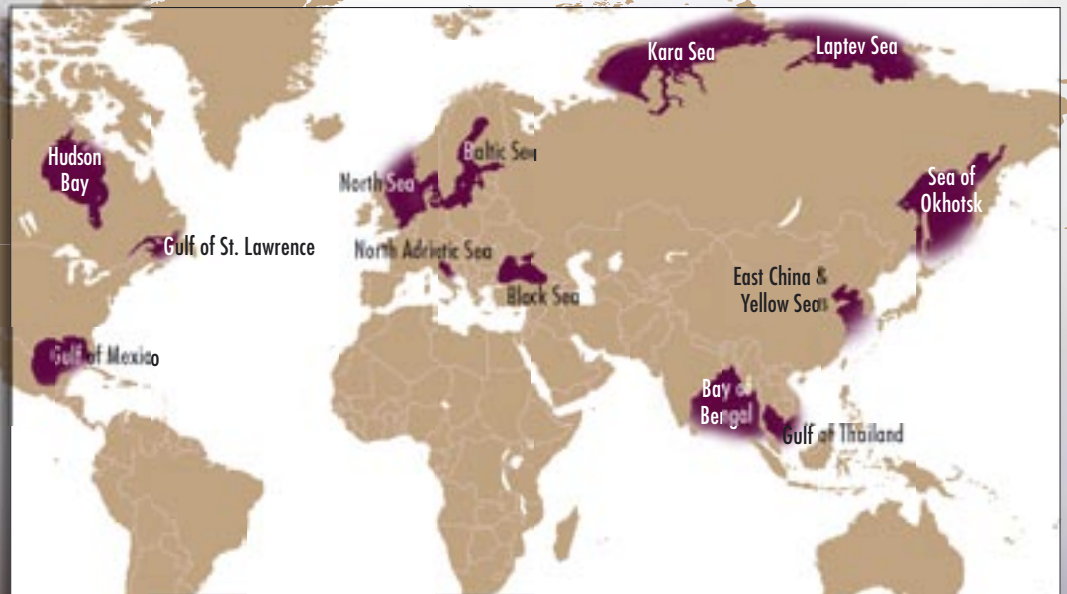 Kara Sea
Laptev Sea
Hudson
Bay
Baltic Sea
North Sea
Sea of
Okhotsk
Gulf of St. Lawrence
North Adriatic Sea
East China &
Yellow Seas
Black Sea
Gulf of Mexico
Bay of
Bengal
Gulf of Thailand